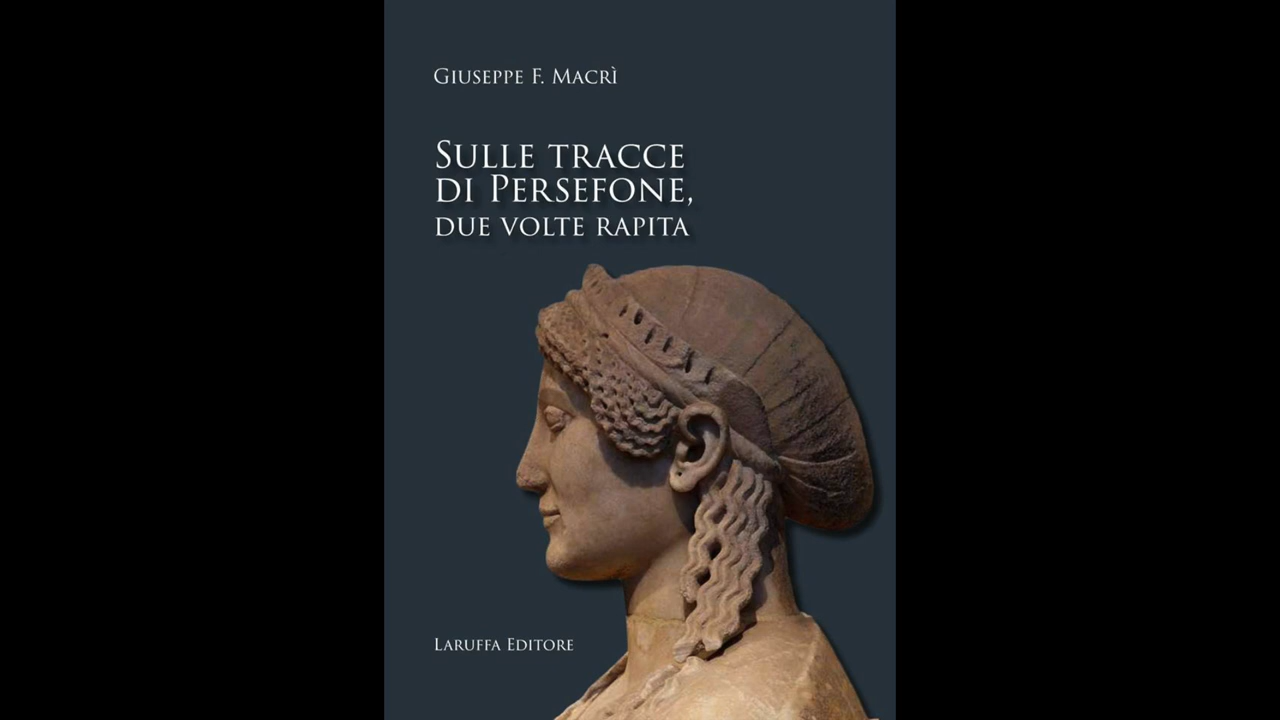 Giuseppe F. Macrì
Sulle tracce
di Persefone,
due volte rapita
Laruffa Editore